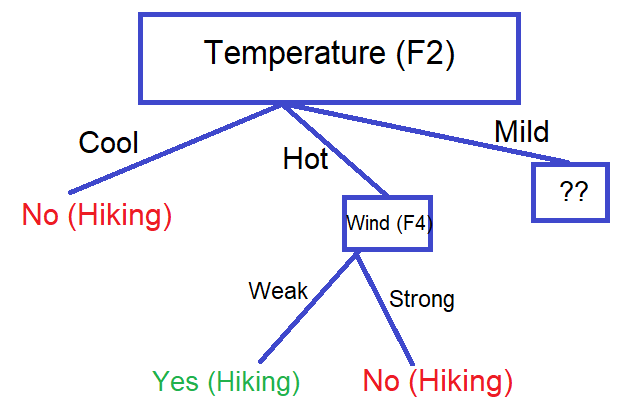 Temperature (F2)
Cool
Hot
Mild
No (Hiking)
Wind (F4)
??
Weak
Strong
Yes (Hiking)
No (Hiking)